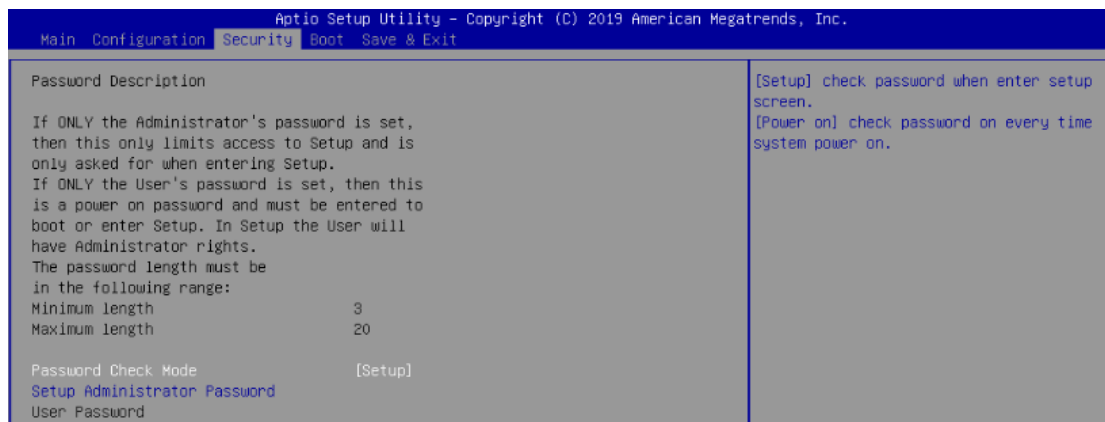 Aptio Setup Utility – Copyright (C) 2019 American Megatrends, Inc.
Main Configuration Security Boot Save & Exit
Password Description
If ONLY the Administrator's password is set,
then this only limits access to Setup and is
only asked for when entering Setup.
If ONLY the User's password is set, then this
is a power on password and must be entered to
boot or enter Setup. In Setup the User will
have Administrator rights.
The password length must be
in the following range:
Minimum length 3
Maximum length 20
Password Check Mode [Setup]
Setup Administrator Password
User Password
[Setup] check password when enter setup
screen.
[Power on] check password on every time
system power on.